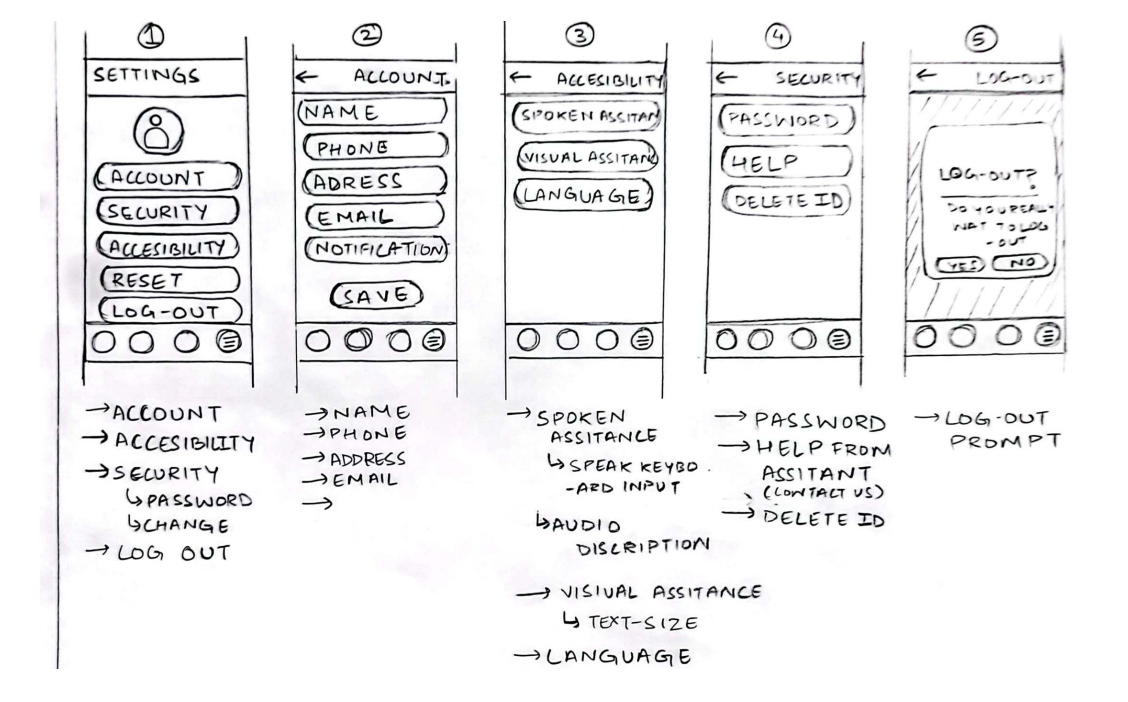 1
SETTINGS
ACCOUNT
SECURITY
ACCESIBILITY
RESET
LOG-OUT
→ACCOUNT
→ACCESIBILITY
→SECURITY
↳PASSWORD
↳CHANGE
→LOG OUT
2
← ACCOUNT.
NAME
PHONE
ADRESS
EMAIL
NOTIFICATION
SAVE
→NAME
→PHONE
→ADDRESS
→EMAIL
→
3
← ACCESIBILITY
SPOKEN ASSITAN
VISUAL ASSITAN
LANGUAGE
→SPOKEN
ASSITANCE
↳SPEAK KEYBO
-ARD INPUT
↳AUDIO
DISCRIPTION
→ VISIUAL ASSITANCE
↳ TEXT-SIZE
→LANGUAGE
4
← SECURITY
PASSWORD
HELP
DELETE ID
→ PASSWORD
→HELP FROM
ASSITANT
(CONTACT US)
→ DELETE ID
5
← LOG-OUT
LOG-OUT?
DO YOU REALLY
WAT TO LOG
-OUT
YES NO
→LOG-OUT
PROMPT